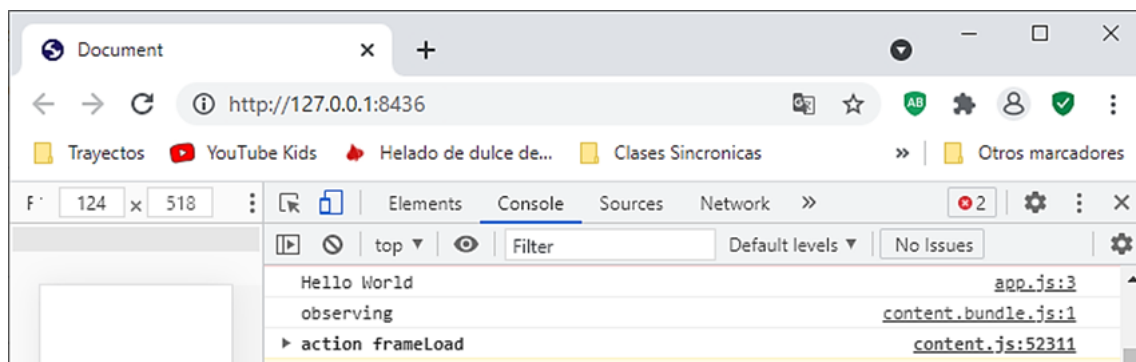 Document
http://127.0.0.1:8436
AB
Trayectos YouTube Kids Helado de dulce de... Clases Sincronicas » Otros marcadores
124 × 518 Elements Console Sources Network » 2
top Filter Default levels No Issues
Hello World app.js:3
observing content.bundle.js:1
action frameLoad content.js:52311